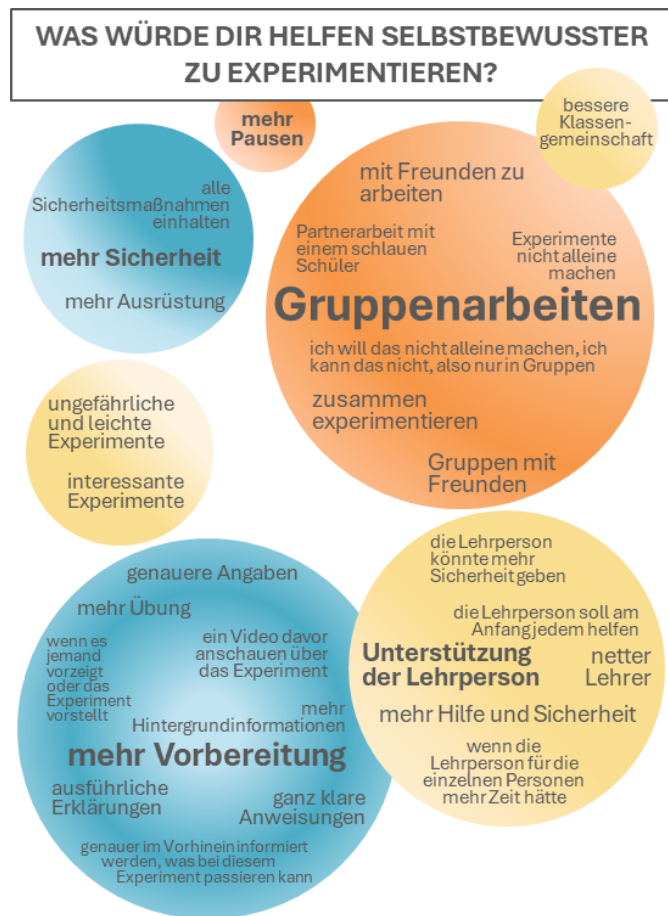 WAS WÜRDE DIR HELFEN SELBSTBEWUSSTER
ZU EXPERIMENTIEREN?
mehr
Pausen
bessere
Klassen-
gemeinschaft
alle
Sicherheitsmaßnahmen
einhalten
mehr Sicherheit
mehr Ausrüstung
mit Freunden zu
arbeiten
Partnerarbeit mit
einem schlauen
Schüler
Experimente
nicht alleine
machen
Gruppenarbeiten
ich will das nicht alleine machen, ich
kann das nicht, also nur in Gruppen
zusammen
experimentieren
Gruppen mit
Freunden
ungefährliche
und leichte
Experimente
interessante
Experimente
genauere Angaben
mehr Übung
wenn es
jemand
vorzeigt
oder das
Experiment
vorstellt
ein Video davor
anschauen über
das Experiment
mehr
Hintergrundinformationen
mehr Vorbereitung
ausführliche
Erklärungen
ganz klare
Anweisungen
genauer im Vorhinein informiert
werden, was bei diesem
Experiment passieren kann
die Lehrperson
könnte mehr
Sicherheit geben
die Lehrperson soll am
Anfang jedem helfen
Unterstützung
der Lehrperson
netter
Lehrer
mehr Hilfe und Sicherheit
wenn die
Lehrperson für die
einzelnen Personen
mehr Zeit hätte